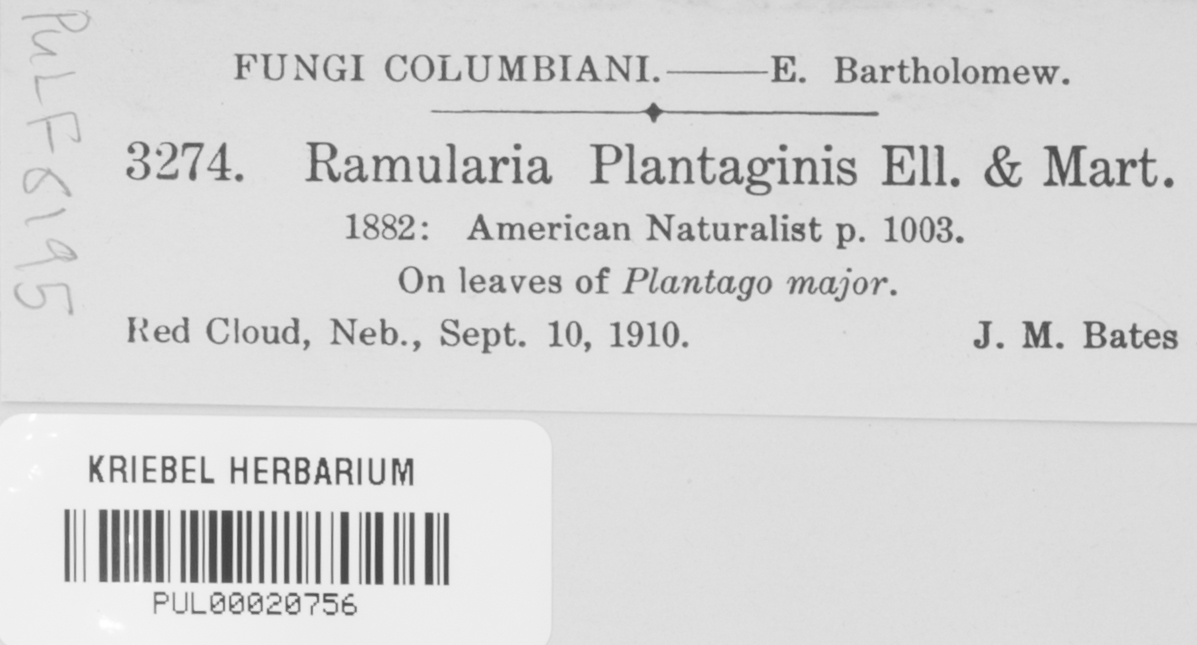 FUNGI COLUMBIANI.——E. Bartholomew.
3274. Ramularia Plantaginis Ell. & Mart.
1882: American Naturalist p. 1003.
On leaves of Plantago major.
Red Cloud, Neb., Sept. 10, 1910. J. M. Bates
PULF6195
KRIEBEL HERBARIUM
PUL00020756